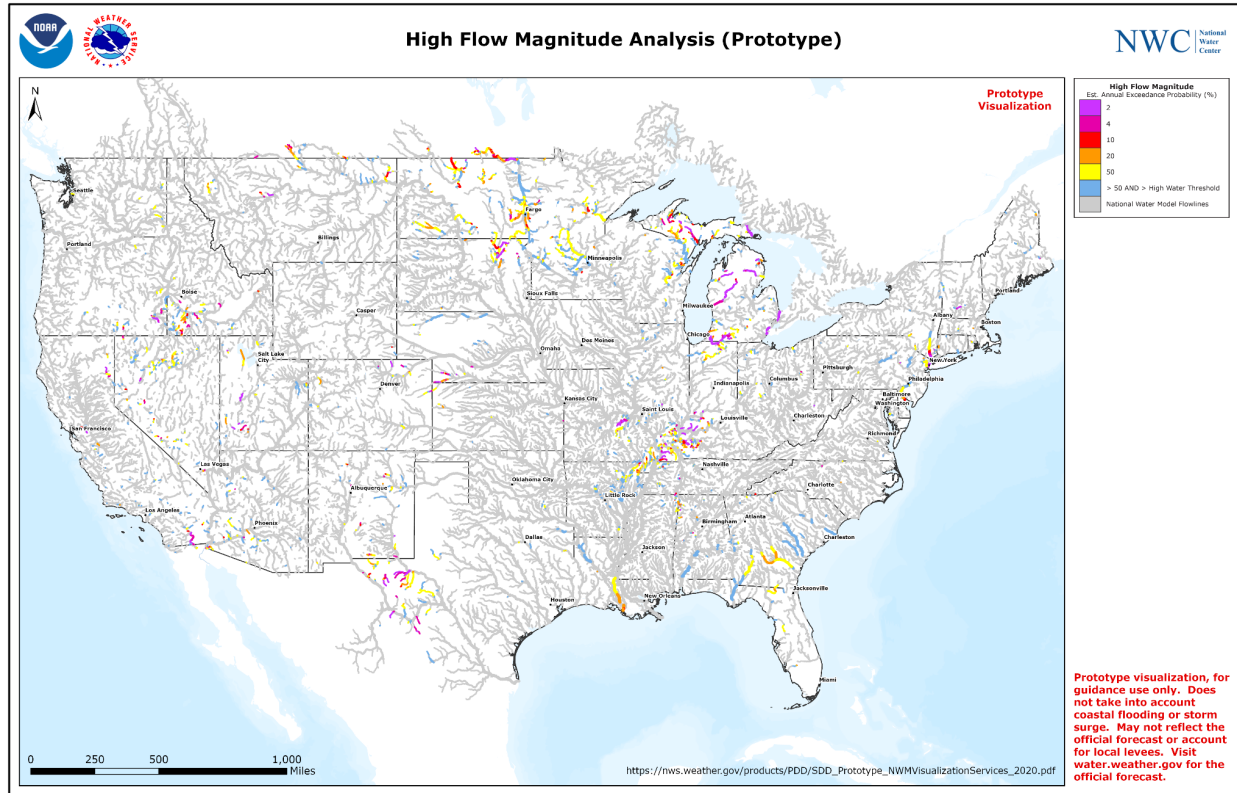 NOAA
NATIONAL WEATHER SERVICE
High Flow Magnitude Analysis (Prototype)
NWC
National
Water
Center
N
Prototype
Visualization
High Flow Magnitude
Est. Annual Exceedance Probability (%)
2
4
10
20
50
> 50 AND > High Water Threshold
National Water Model Flowlines
Seattle
Portland
Billings
Fargo
Minneapolis
Boise
Casper
Sioux Falls
Milwaukee
Chicago
Albany
Portland
Boston
Salt Lake
City
Denver
Omaha
Des Moines
New York
Pittsburgh
Philadelphia
Indianapolis
Columbus
Baltimore
Washington
Kansas City
Saint Louis
Louisville
Charleston
Richmond
San Francisco
Las Vegas
Nashville
Albuquerque
Oklahoma City
Little Rock
Charlotte
Los Angeles
Phoenix
Birmingham
Atlanta
Dallas
Jackson
Charleston
Houston
New Orleans
Jacksonville
Miami
0
250
500
1,000
Miles
https://nws.weather.gov/products/PDD/SDD_Prototype_NWMVisualizationServices_2020.pdf
Prototype visualization, for
guidance use only. Does
not take into account
coastal flooding or storm
surge. May not reflect the
official forecast or account
for local levees. Visit
water.weather.gov for the
official forecast.